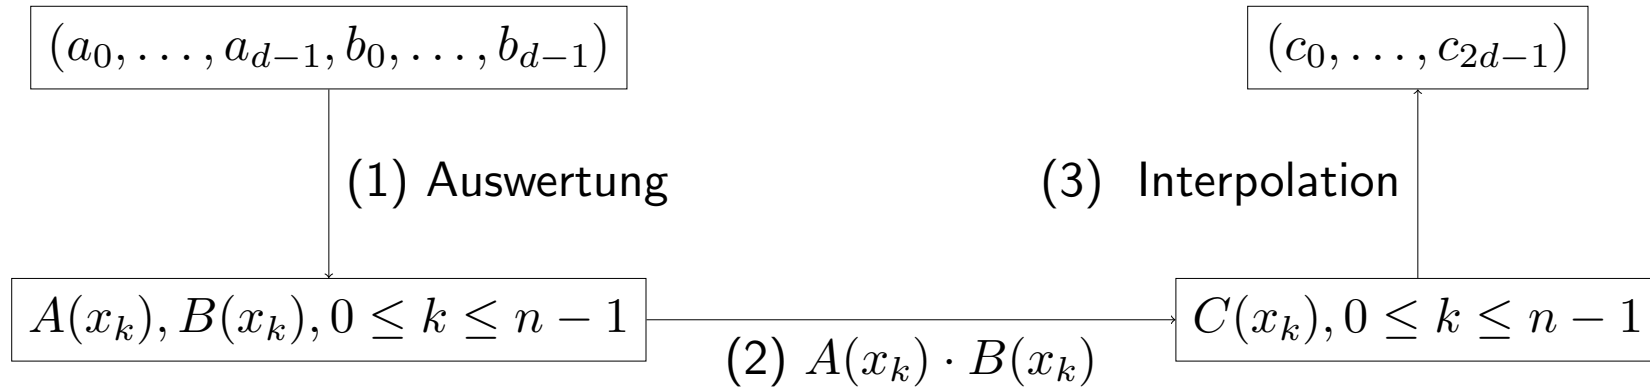 (a_0, …, a_{d−1}, b_0, …, b_{d−1})
(c_0, …, c_{2d−1})
(1) Auswertung
(3) Interpolation
A(x_k), B(x_k), 0 ≤ k ≤ n − 1
C(x_k), 0 ≤ k ≤ n − 1
(2) A(x_k) · B(x_k)